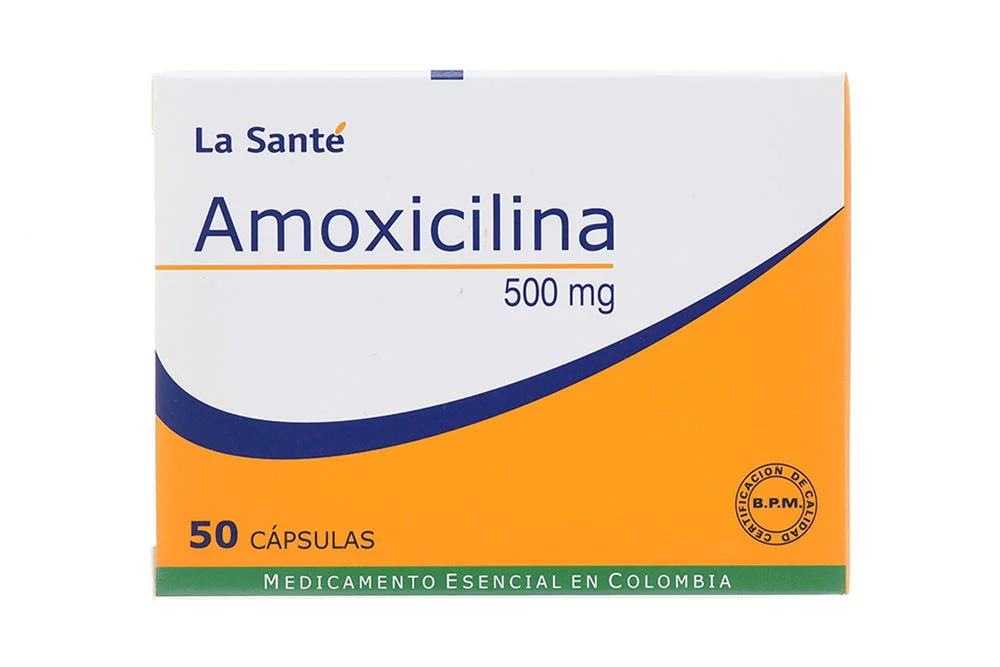 La Santé
Amoxicilina
500 mg
50 CÁPSULAS
CERTIFICACION DE CALIDAD
B.P.M.
MEDICAMENTO ESENCIAL EN COLOMBIA